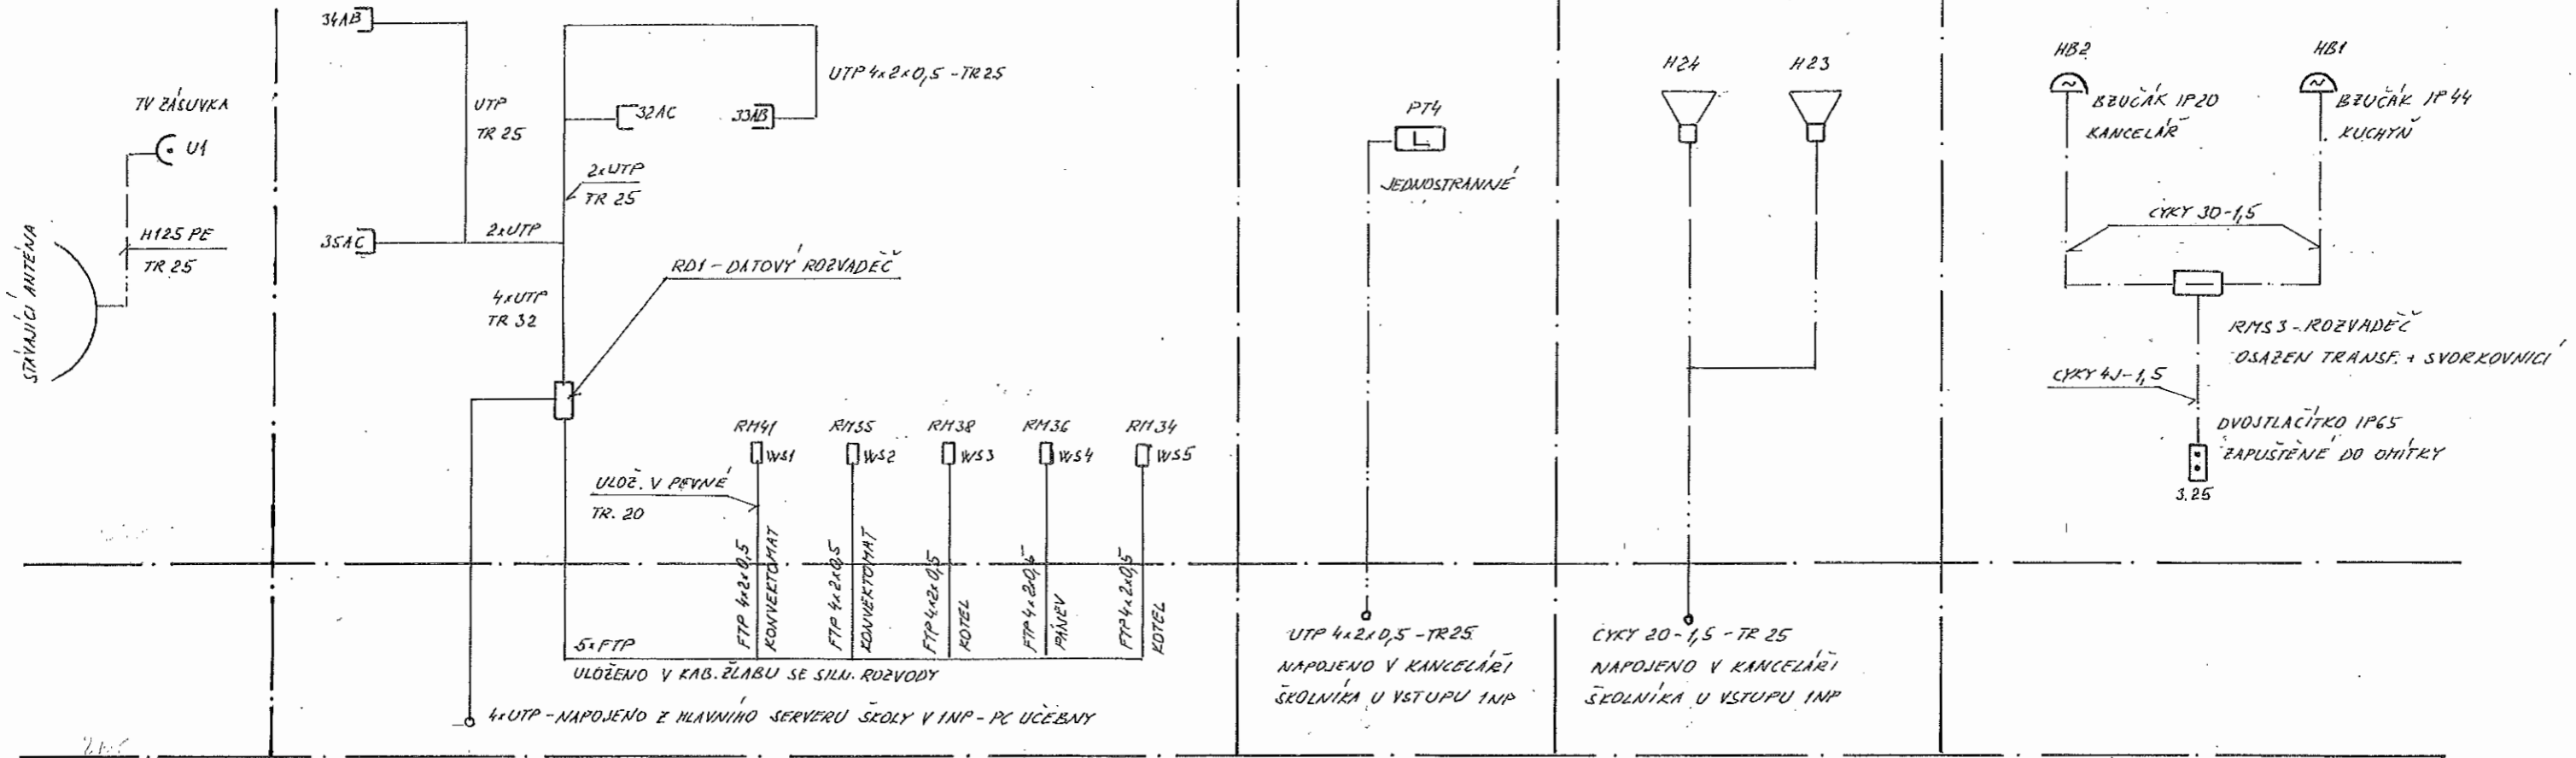 STÁVAJÍCÍ ANTÉNA
TV ZÁSUVKA
U1
H125 PE
TR 25
34AB
UTP
TR 25
35AC
2xUTP
4xUTP
TR 32
2xUTP
TR 25
32AC
33AB
UTP 4x2x0,5 - TR25
RD1 - DATOVÝ ROZVADĚČ
RM41
WS1
RM35
WS2
RM38
WS3
RM36
WS4
RM34
WS5
ULOŽ. V PEVNÉ
TR. 20
FTP 4x2x0,5
KONVEKTOMAT
FTP 4x2x0,5
KONVEKTOMAT
FTP 4x2x0,5
KOTEL
FTP 4x2x0,5
PÁNEV
FTP 4x2x0,5
KOTEL
5xFTP
ULOŽENO V KAB. ŽLABU SE SILN. ROZVODY
4xUTP - NAPOJENO Z HLAVNÍHO SERVERU ŠKOLY V 1NP - PC UČEBNY
PT4
JEDNOSTRANNÉ
UTP 4x2x0,5 - TR25
NAPOJENO V KANCELÁŘI
ŠKOLNÍKA U VSTUPU 1NP
H24
H23
CYKY 2O-1,5 - TR 25
NAPOJENO V KANCELÁŘI
ŠKOLNÍKA U VSTUPU 1NP
HB2
BZUČÁK IP20
KANCELÁŘ
HB1
BZUČÁK IP44
KUCHYŇ
CYKY 3O-1,5
RMS3 - ROZVADĚČ
OSAZEN TRANSF. + SVORKOVNICÍ
CYKY 4J-1,5
DVOJTLAČÍTKO IP65
ZAPUŠTĚNÉ DO OMÍTKY
3.25